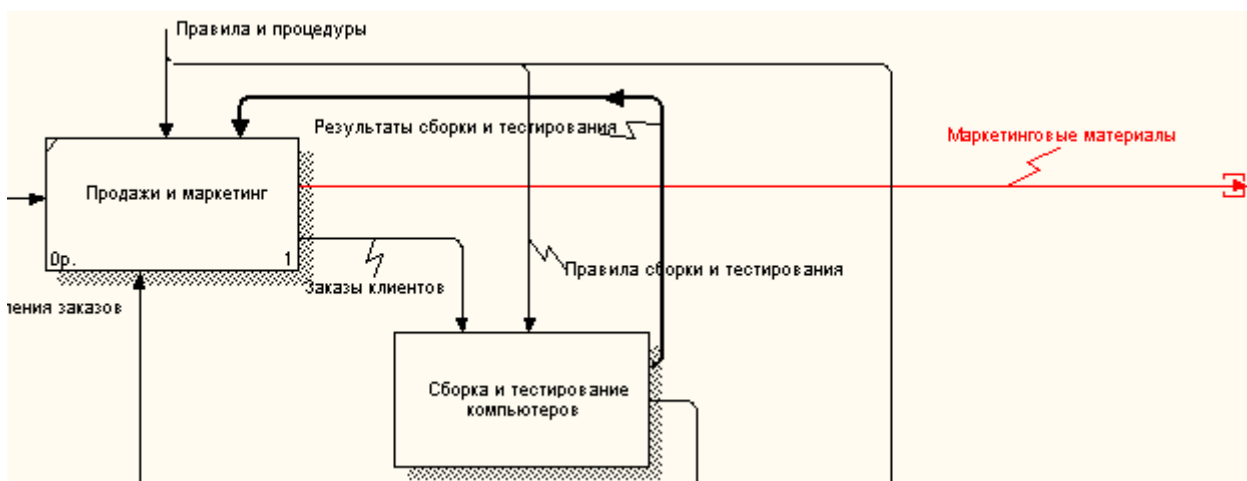 Правила и процедуры
Результаты сборки и тестирования
Маркетинговые материалы
Продажи и маркетинг
0р. 1
Правила сборки и тестирования
Заказы клиентов
ления заказов
Сборка и тестирование
компьютеров